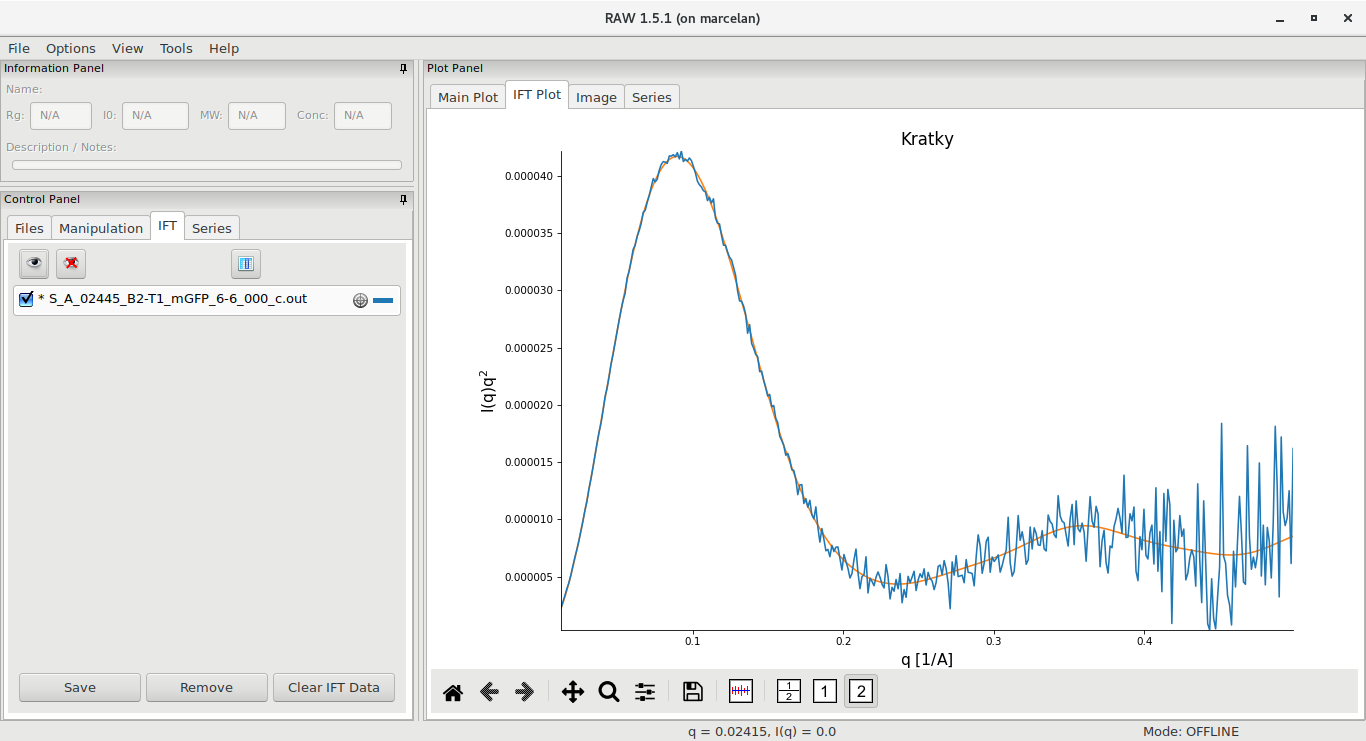 RAW 1.5.1 (on marcelan)
File Options View Tools Help
Information Panel
Name:
Rg: N/A I0: N/A MW: N/A Conc: N/A
Description / Notes:
Control Panel
Files Manipulation IFT Series
* S_A_02445_B2-T1_mGFP_6-6_000_c.out
Save Remove Clear IFT Data
Plot Panel
Main Plot IFT Plot Image Series
Kratky
0.000040
0.000035
0.000030
0.000025
0.000020
0.000015
0.000010
0.000005
I(q)q²
0.1 0.2 0.3 0.4
q [1/A]
1
2
1
2
q = 0.02415, I(q) = 0.0
Mode: OFFLINE